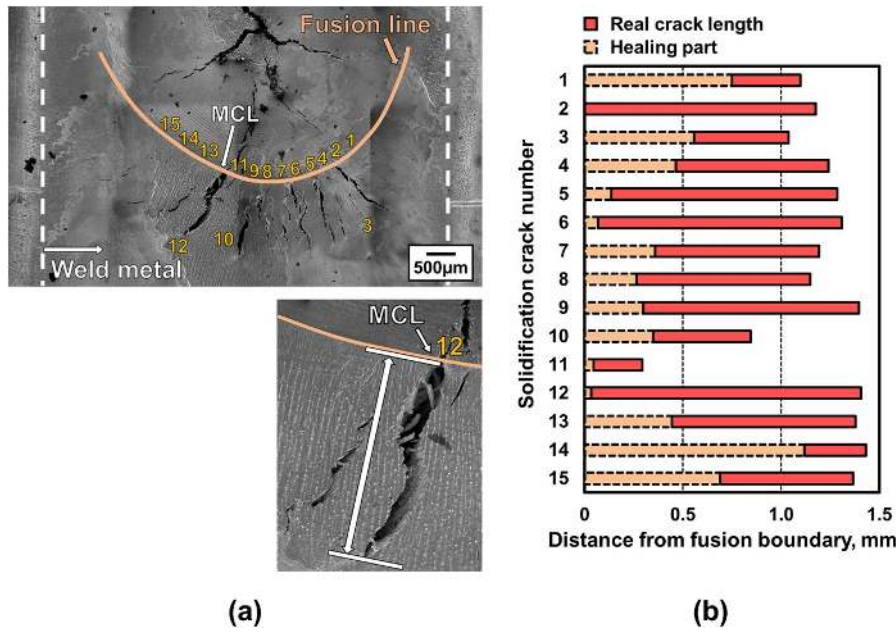 Fusion line
MCL
15
14
13
11
9
8
7
6
5
4
2
1
3
12
10
Weld metal
500μm
MCL
12
(a)
Real crack length
Healing part
Solidification crack number
1
2
3
4
5
6
7
8
9
10
11
12
13
14
15
0 0.5 1.0 1.5
Distance from fusion boundary, mm
(b)